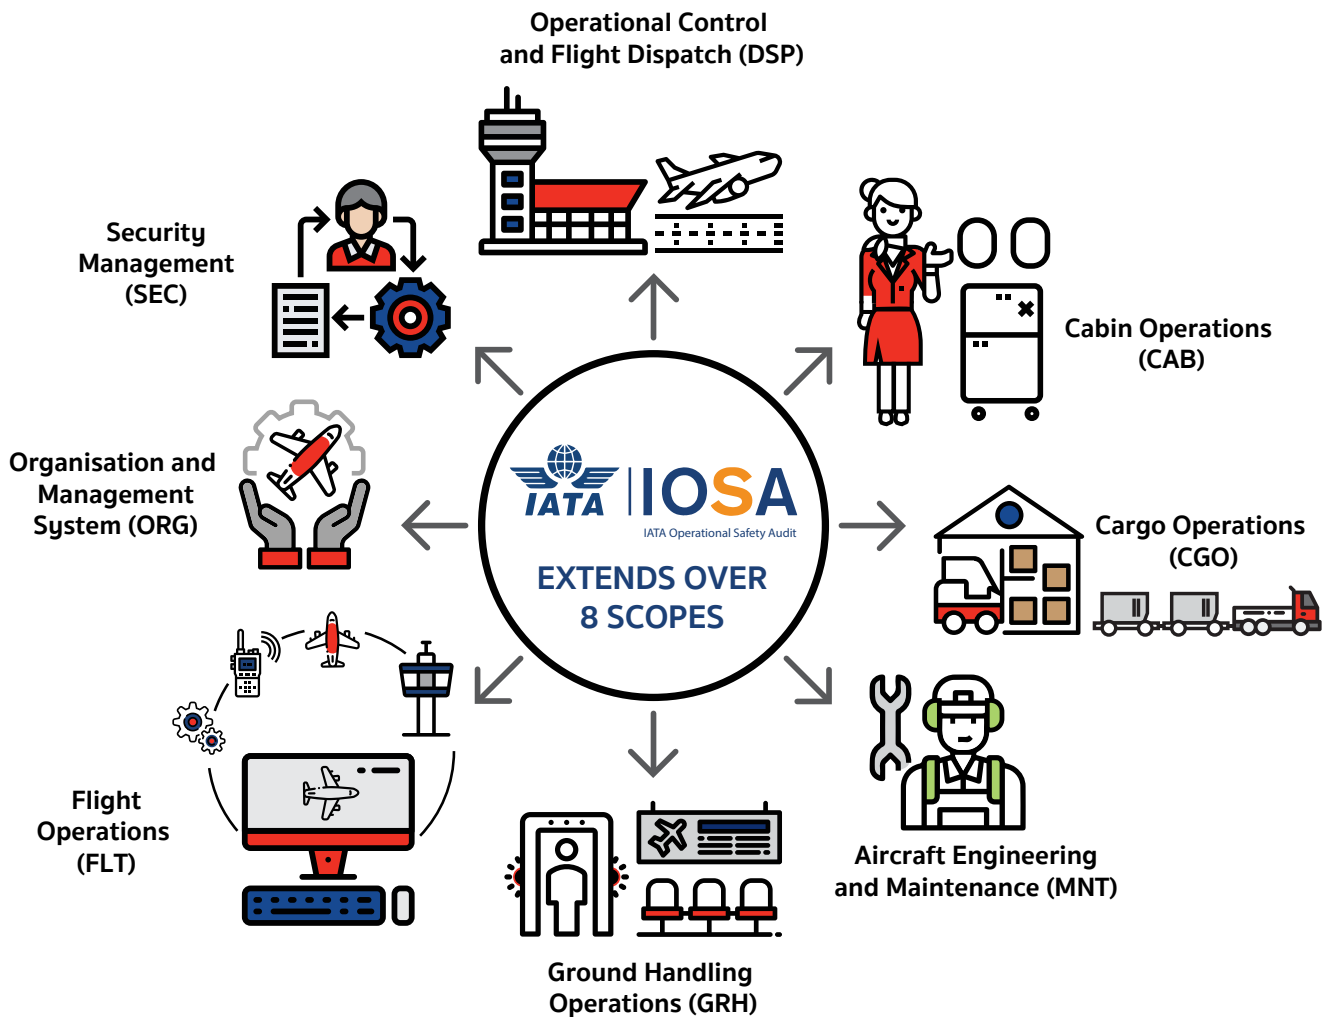 Operational Control
and Flight Dispatch (DSP)
Security
Management
(SEC)
Cabin Operations
(CAB)
Organisation and
Management
System (ORG)
IATA
IOSA
IATA Operational Safety Audit
EXTENDS OVER
8 SCOPES
Cargo Operations
(CGO)
Flight
Operations
(FLT)
Aircraft Engineering
and Maintenance (MNT)
Ground Handling
Operations (GRH)